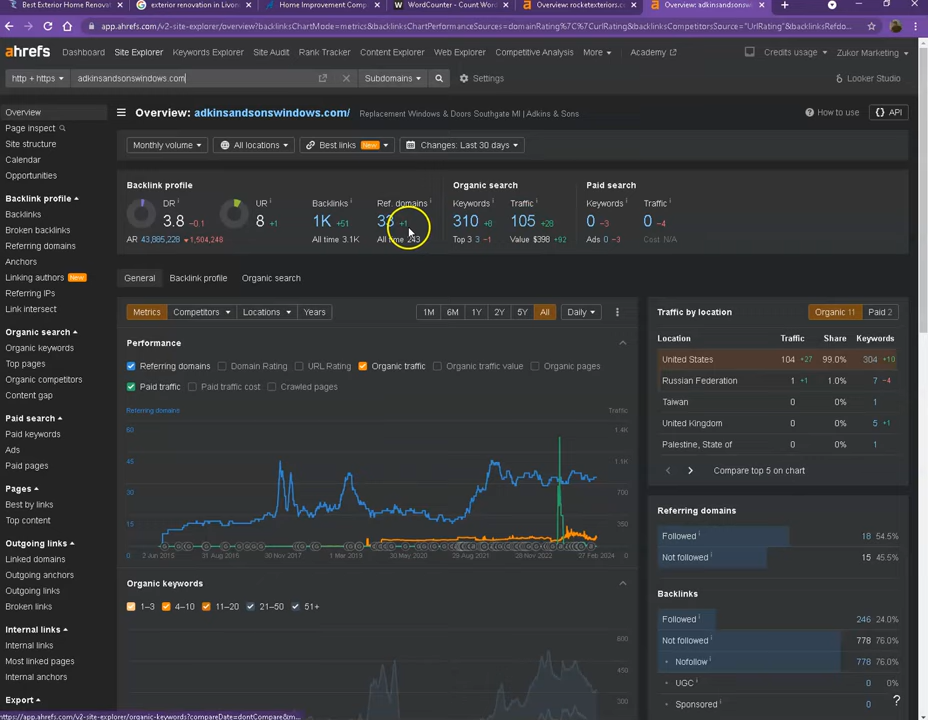 Best Exterior Home Renovat
exterior renovation in Livoni
Home Improvement Compa
WordCounter - Count Word
Overview: rocketexteriors.cc
Overview: adkinsandsonswind
app.ahrefs.com/v2-site-explorer/overview?backlinksChartMode=metrics&backlinksChartPerformanceSources=domainRating%7C%7CurlRating&backlinksCompetitorsSource="UrlRating"&backlinksRefdo...
ahrefs
Dashboard
Site Explorer
Keywords Explorer
Site Audit
Rank Tracker
Content Explorer
Web Explorer
Competitive Analysis
More
Academy
Credits usage
Zukor Marketing
http + https
adkinsandsonswindows.com
Subdomains
Settings
Looker Studio
Overview
Page inspect
Site structure
Calendar
Opportunities
Backlink profile
Backlinks
Broken backlinks
Referring domains
Anchors
Linking authors New
Referring IPs
Link intersect
Organic search
Organic keywords
Top pages
Organic competitors
Content gap
Paid search
Paid keywords
Ads
Paid pages
Pages
Best by links
Top content
Outgoing links
Linked domains
Outgoing anchors
Outgoing links
Broken links
Internal links
Internal links
Most linked pages
Internal anchors
Export
Overview: adkinsandsonswindows.com/ Replacement Windows & Doors Southgate MI | Adkins & Sons
How to use
API
Monthly volume
All locations
Best links New
Changes: Last 30 days
Backlink profile
DR
3.8 −0.1
AR 43,885,228 1,504,248
UR
8 +1
Backlinks
1K +51
All time 3.1K
Ref. domains
33 +1
All time 243
Organic search
Keywords
310 +8
Top 3 3 −1
Traffic
105 +28
Value $398 +92
Paid search
Keywords
0 −3
Ads 0 −3
Traffic
0 −4
Cost N/A
General
Backlink profile
Organic search
Metrics
Competitors
Locations
Years
1M
6M
1Y
2Y
5Y
All
Daily
Performance
Referring domains
Domain Rating
URL Rating
Organic traffic
Organic traffic value
Organic pages
Paid traffic
Paid traffic cost
Crawled pages
Referring domains
Traffic
60
45
30
15
0
1.4K
1.1K
700
350
0
2 Jun 2015
31 Aug 2016
30 Nov 2017
1 Mar 2019
30 May 2020
29 Aug 2021
28 Nov 2022
27 Feb 2024
Organic keywords
1–3
4–10
11–20
21–50
51+
600
450
300
Traffic by location
Organic 11
Paid 2
Location Traffic Share Keywords
United States 104 +27 99.0% 304 +10
Russian Federation 1 +1 1.0% 7 −4
Taiwan 0 0% 1
United Kingdom 0 0% 5 +1
Palestine, State of 0 0% 1
Compare top 5 on chart
Referring domains
Followed 18 54.5%
Not followed 15 45.5%
Backlinks
Followed 246 24.0%
Not followed 778 76.0%
Nofollow 778 76.0%
UGC 0 0%
Sponsored 0 0%
?
https://app.ahrefs.com/v2-site-explorer/organic-keywords?compareDate=dontCompare&m...